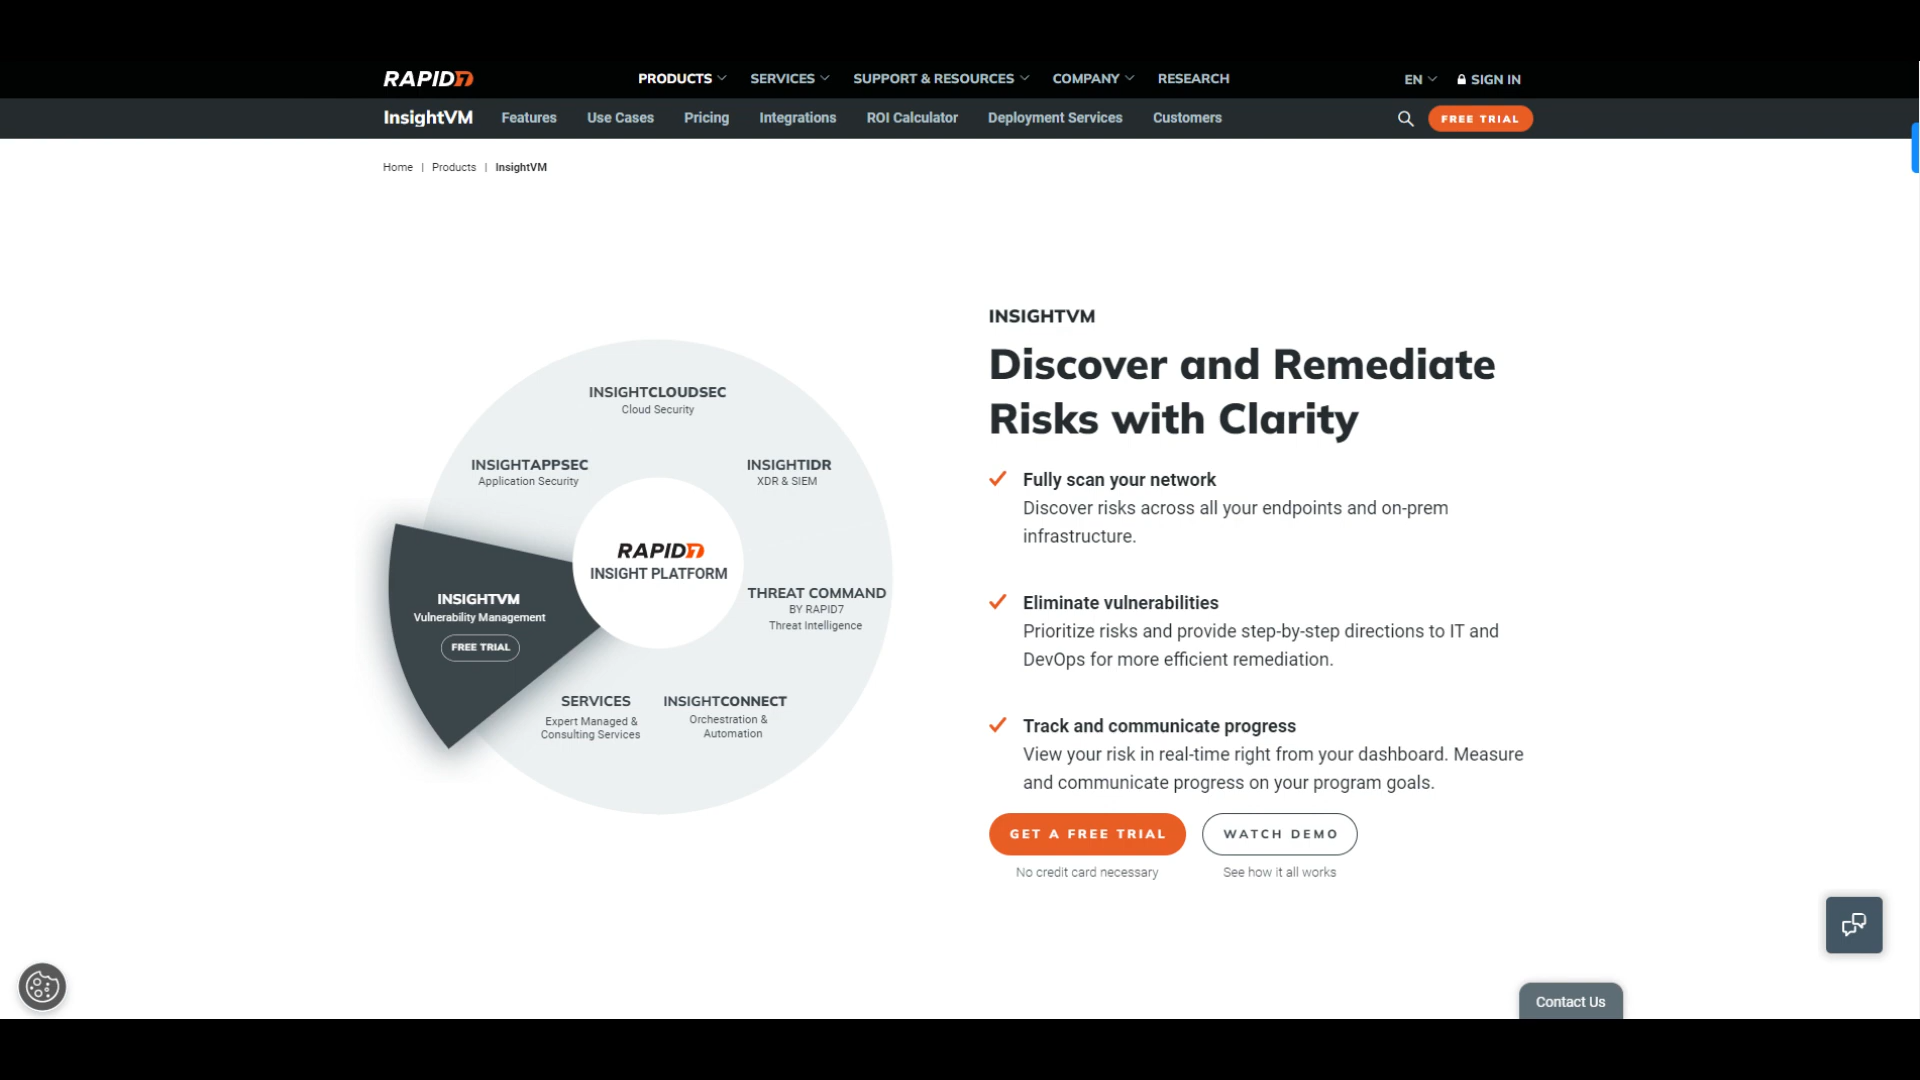 RAPID7
PRODUCTS
SERVICES
SUPPORT & RESOURCES
COMPANY
RESEARCH
EN
SIGN IN
InsightVM
Features
Use Cases
Pricing
Integrations
ROI Calculator
Deployment Services
Customers
FREE TRIAL
Home | Products | InsightVM
INSIGHTCLOUDSEC
Cloud Security
INSIGHTAPPSEC
Application Security
INSIGHTIDR
XDR & SIEM
RAPID7
INSIGHT PLATFORM
INSIGHTVM
Vulnerability Management
FREE TRIAL
THREAT COMMAND
BY RAPID7
Threat Intelligence
SERVICES
Expert Managed &
Consulting Services
INSIGHTCONNECT
Orchestration &
Automation
INSIGHTVM
Discover and Remediate
Risks with Clarity
Fully scan your network
Discover risks across all your endpoints and on-prem
infrastructure.
Eliminate vulnerabilities
Prioritize risks and provide step-by-step directions to IT and
DevOps for more efficient remediation.
Track and communicate progress
View your risk in real-time right from your dashboard. Measure
and communicate progress on your program goals.
GET A FREE TRIAL
No credit card necessary
WATCH DEMO
See how it all works
Contact Us